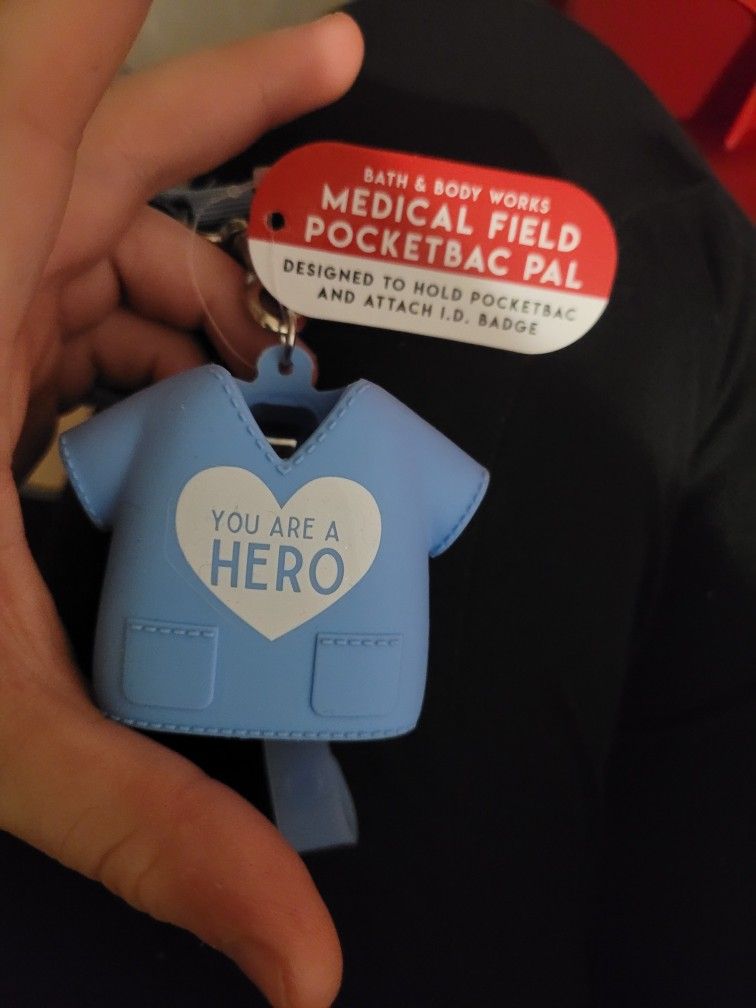 BATH & BODY WORKS
MEDICAL FIELD
POCKETBAC PAL
DESIGNED TO HOLD POCKETBAC
AND ATTACH I.D. BADGE
YOU ARE A
HERO